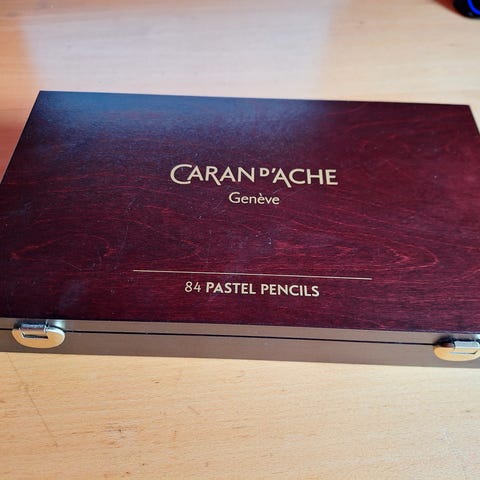 CARAN D'ACHE
Genève
84 PASTEL PENCILS